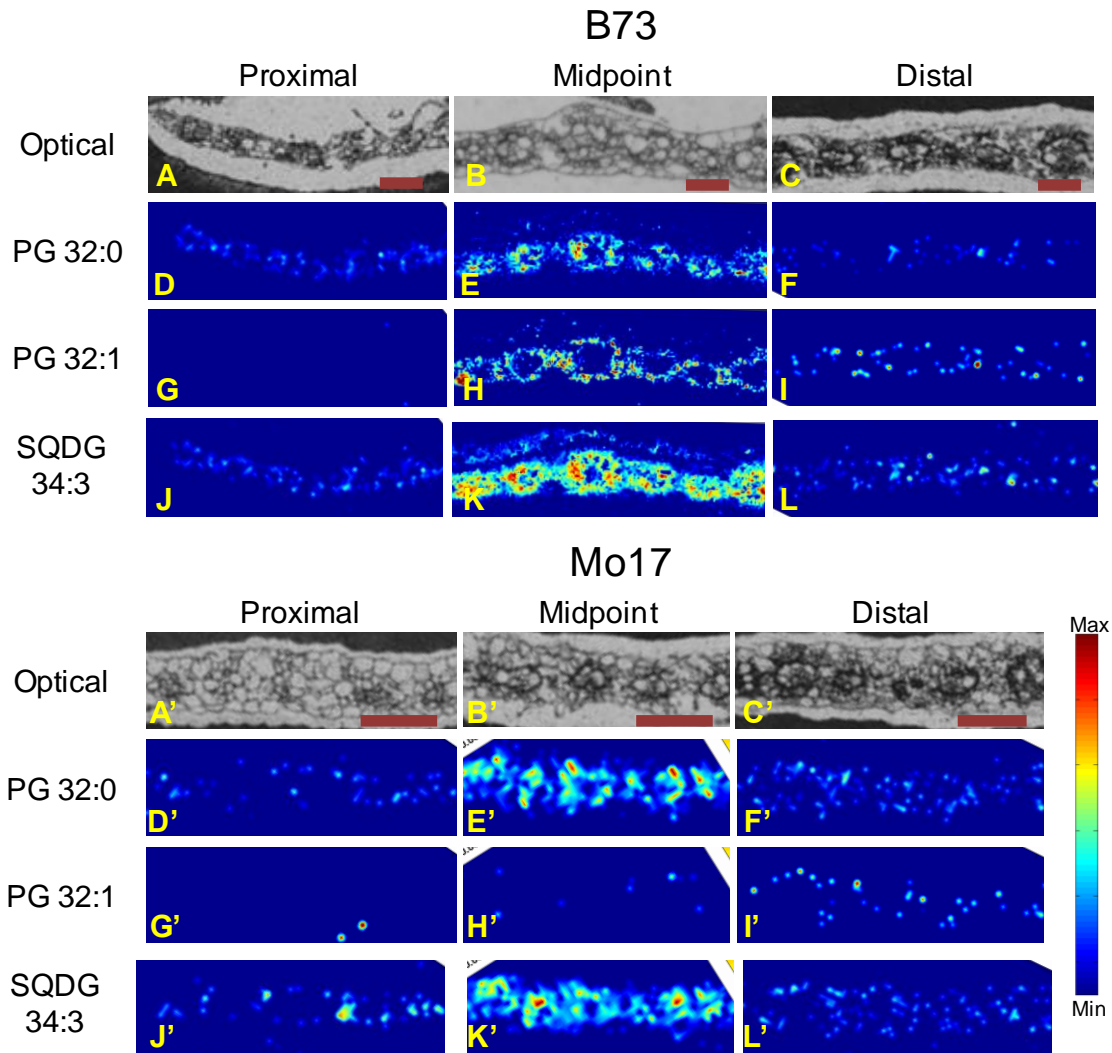 B73
Proximal Midpoint Distal
Optical
A B C
PG 32:0
D E F
PG 32:1
G H I
SQDG
34:3
J K L
Mo17
Proximal Midpoint Distal
Max
Optical
A' B' C'
PG 32:0
D' E' F'
PG 32:1
G' H' I'
SQDG
34:3
J' K' L'
Min